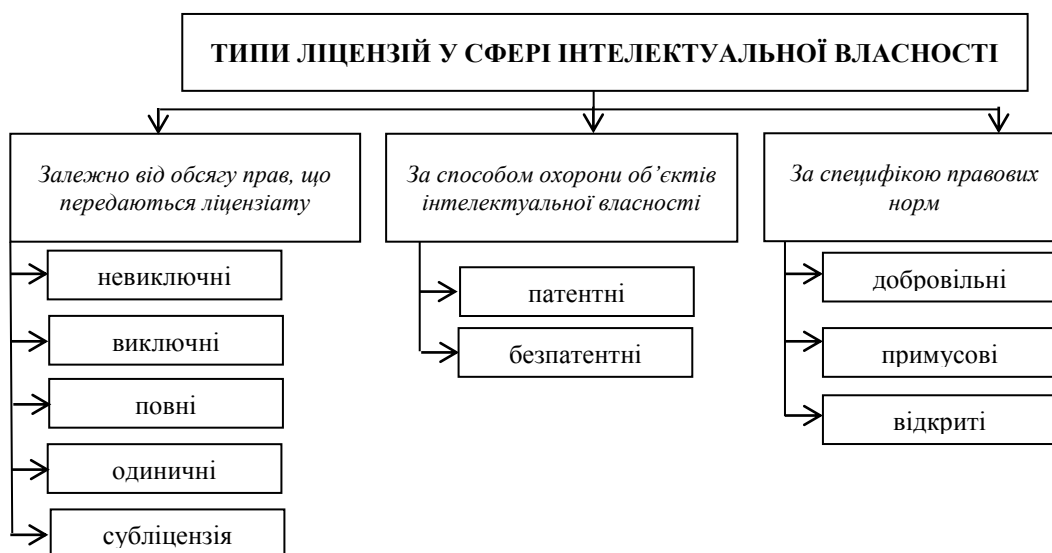 ТИПИ ЛІЦЕНЗІЙ У СФЕРІ ІНТЕЛЕКТУАЛЬНОЇ ВЛАСНОСТІ
Залежно від обсягу прав, що
передаються ліцензіату
невиключні
виключні
повні
одиничні
субліцензія
За способом охорони об’єктів
інтелектуальної власності
патентні
безпатентні
За специфікою правових
норм
добровільні
примусові
відкриті